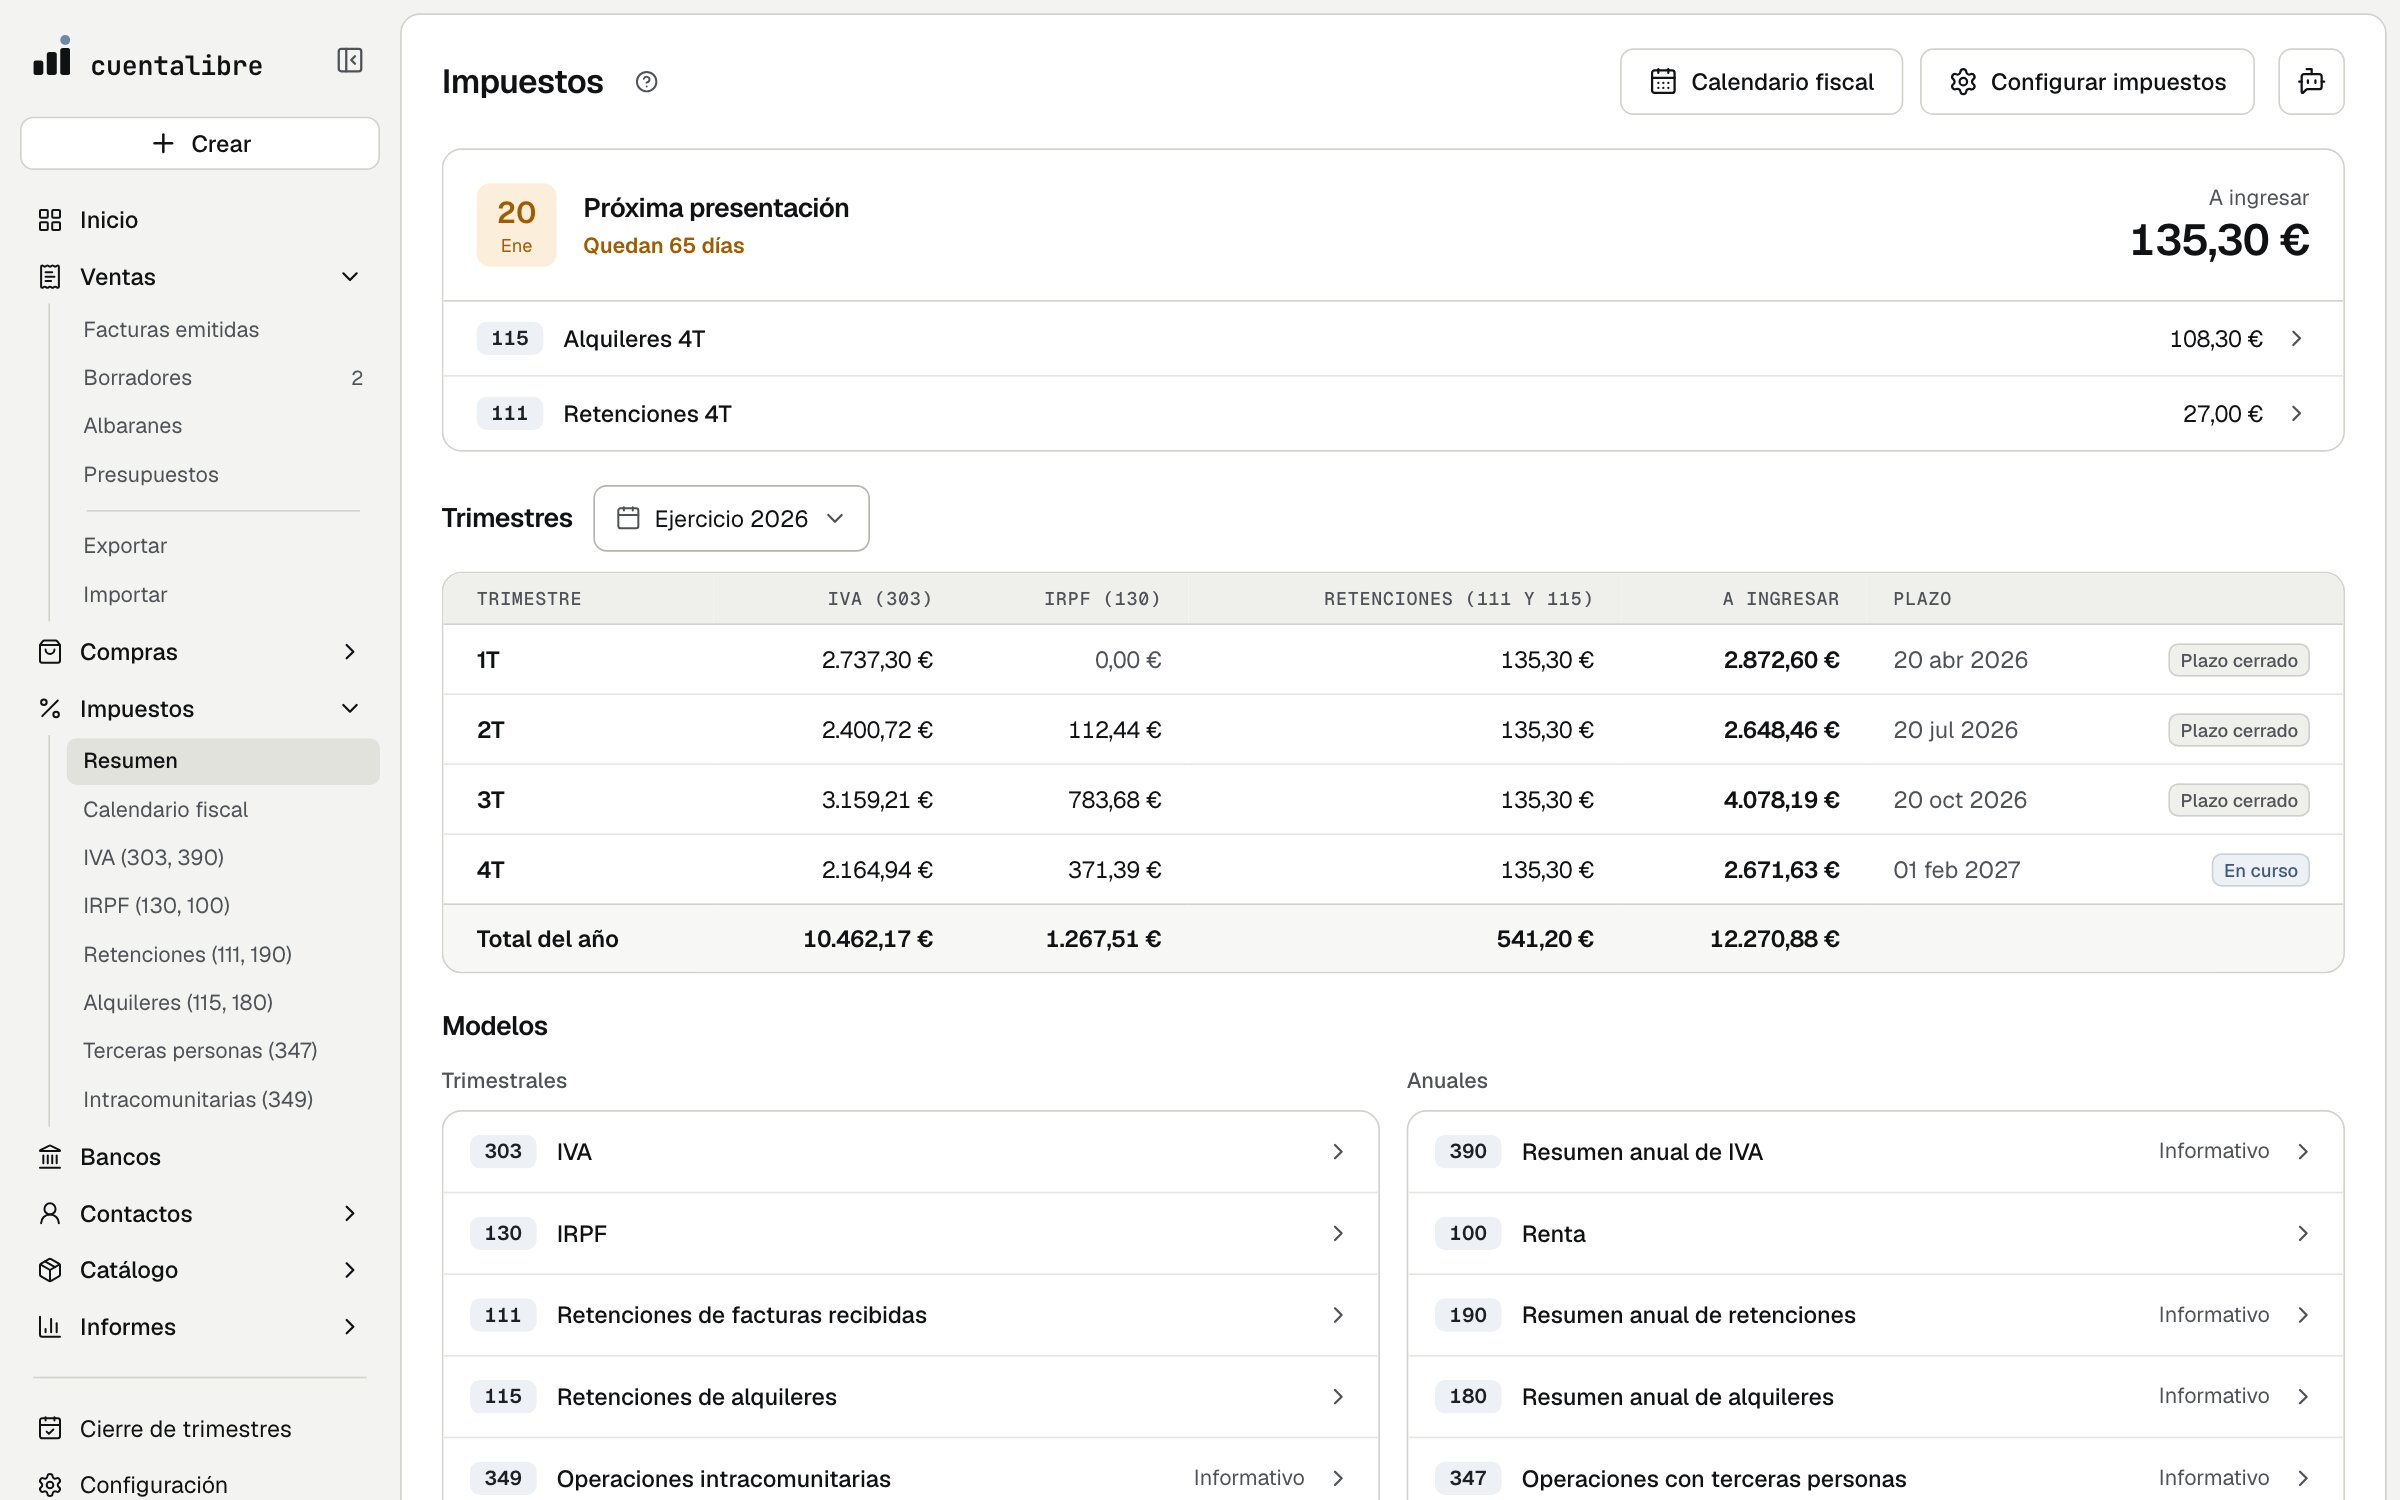 cuentalibre
Crear
Inicio
Ventas
Facturas emitidas
Borradores 2
Albaranes
Presupuestos
Exportar
Importar
Compras
Impuestos
Resumen
Calendario fiscal
IVA (303, 390)
IRPF (130, 100)
Retenciones (111, 190)
Alquileres (115, 180)
Terceras personas (347)
Intracomunitarias (349)
Bancos
Contactos
Catálogo
Informes
Cierre de trimestres
Configuración
Impuestos
Calendario fiscal
Configurar impuestos
20
Ene
Próxima presentación
Quedan 65 días
A ingresar
135,30 €
115 Alquileres 4T 108,30 €
111 Retenciones 4T 27,00 €
Trimestres
Ejercicio 2026
TRIMESTRE IVA (303) IRPF (130) RETENCIONES (111 Y 115) A INGRESAR PLAZO
1T 2.737,30 € 0,00 € 135,30 € 2.872,60 € 20 abr 2026 Plazo cerrado
2T 2.400,72 € 112,44 € 135,30 € 2.648,46 € 20 jul 2026 Plazo cerrado
3T 3.159,21 € 783,68 € 135,30 € 4.078,19 € 20 oct 2026 Plazo cerrado
4T 2.164,94 € 371,39 € 135,30 € 2.671,63 € 01 feb 2027 En curso
Total del año 10.462,17 € 1.267,51 € 541,20 € 12.270,88 €
Modelos
Trimestrales
303 IVA
130 IRPF
111 Retenciones de facturas recibidas
115 Retenciones de alquileres
349 Operaciones intracomunitarias Informativo
Anuales
390 Resumen anual de IVA Informativo
100 Renta
190 Resumen anual de retenciones Informativo
180 Resumen anual de alquileres Informativo
347 Operaciones con terceras personas Informativo